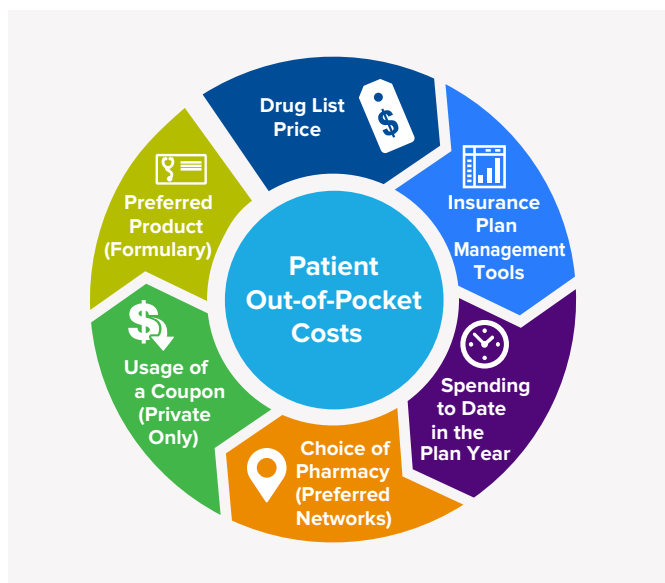 Drug List
Price
Insurance
Plan
Management
Tools
Spending
to Date
in the
Plan Year
Choice of
Pharmacy
(Preferred
Networks)
Usage of
a Coupon
(Private
Only)
Preferred
Product
(Formulary)
Patient
Out-of-Pocket
Costs
$
$